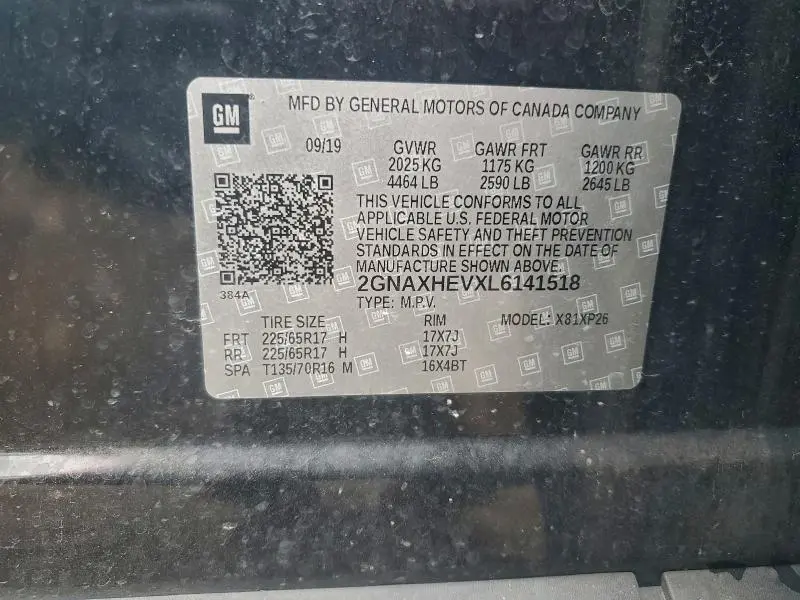 GM
MFD BY GENERAL MOTORS OF CANADA COMPANY
09/19 GVWR GAWR FRT GAWR RR
2025 KG 1175 KG 1200 KG
4464 LB 2590 LB 2645 LB
THIS VEHICLE CONFORMS TO ALL
APPLICABLE U.S. FEDERAL MOTOR
VEHICLE SAFETY AND THEFT PREVENTION
STANDARDS IN EFFECT ON THE DATE OF
MANUFACTURE SHOWN ABOVE.
384A
2GNAXHEVXL6141518
TYPE: M.P.V.
TIRE SIZE RIM MODEL: X81XP26
FRT 225/65R17 H 17X7J
RR 225/65R17 H 17X7J
SPA T135/70R16 M 16X4BT